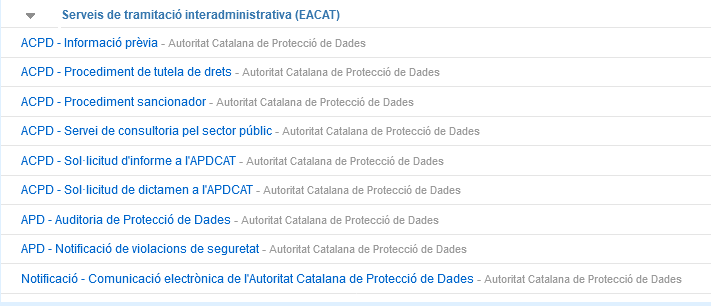 Serveis de tramitació interadministrativa (EACAT)
ACPD - Informació prèvia - Autoritat Catalana de Protecció de Dades
ACPD - Procediment de tutela de drets - Autoritat Catalana de Protecció de Dades
ACPD - Procediment sancionador - Autoritat Catalana de Protecció de Dades
ACPD - Servei de consultoria pel sector públic - Autoritat Catalana de Protecció de Dades
ACPD - Sol·licitud d'informe a l'APDCAT - Autoritat Catalana de Protecció de Dades
ACPD - Sol·licitud de dictamen a l'APDCAT - Autoritat Catalana de Protecció de Dades
APD - Auditoria de Protecció de Dades - Autoritat Catalana de Protecció de Dades
APD - Notificació de violacions de seguretat - Autoritat Catalana de Protecció de Dades
Notificació - Comunicació electrònica de l'Autoritat Catalana de Protecció de Dades - Autoritat Catalana de Protecció de Dades